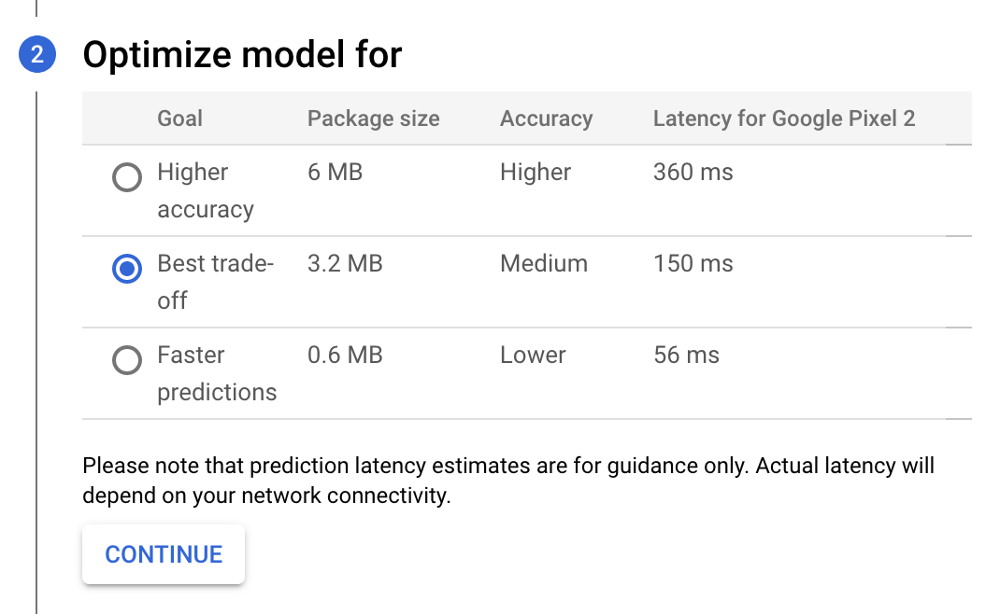 2 Optimize model for
Goal Package size Accuracy Latency for Google Pixel 2
Higher 6 MB Higher 360 ms
accuracy
Best trade- 3.2 MB Medium 150 ms
off
Faster 0.6 MB Lower 56 ms
predictions
Please note that prediction latency estimates are for guidance only. Actual latency will
depend on your network connectivity.
CONTINUE